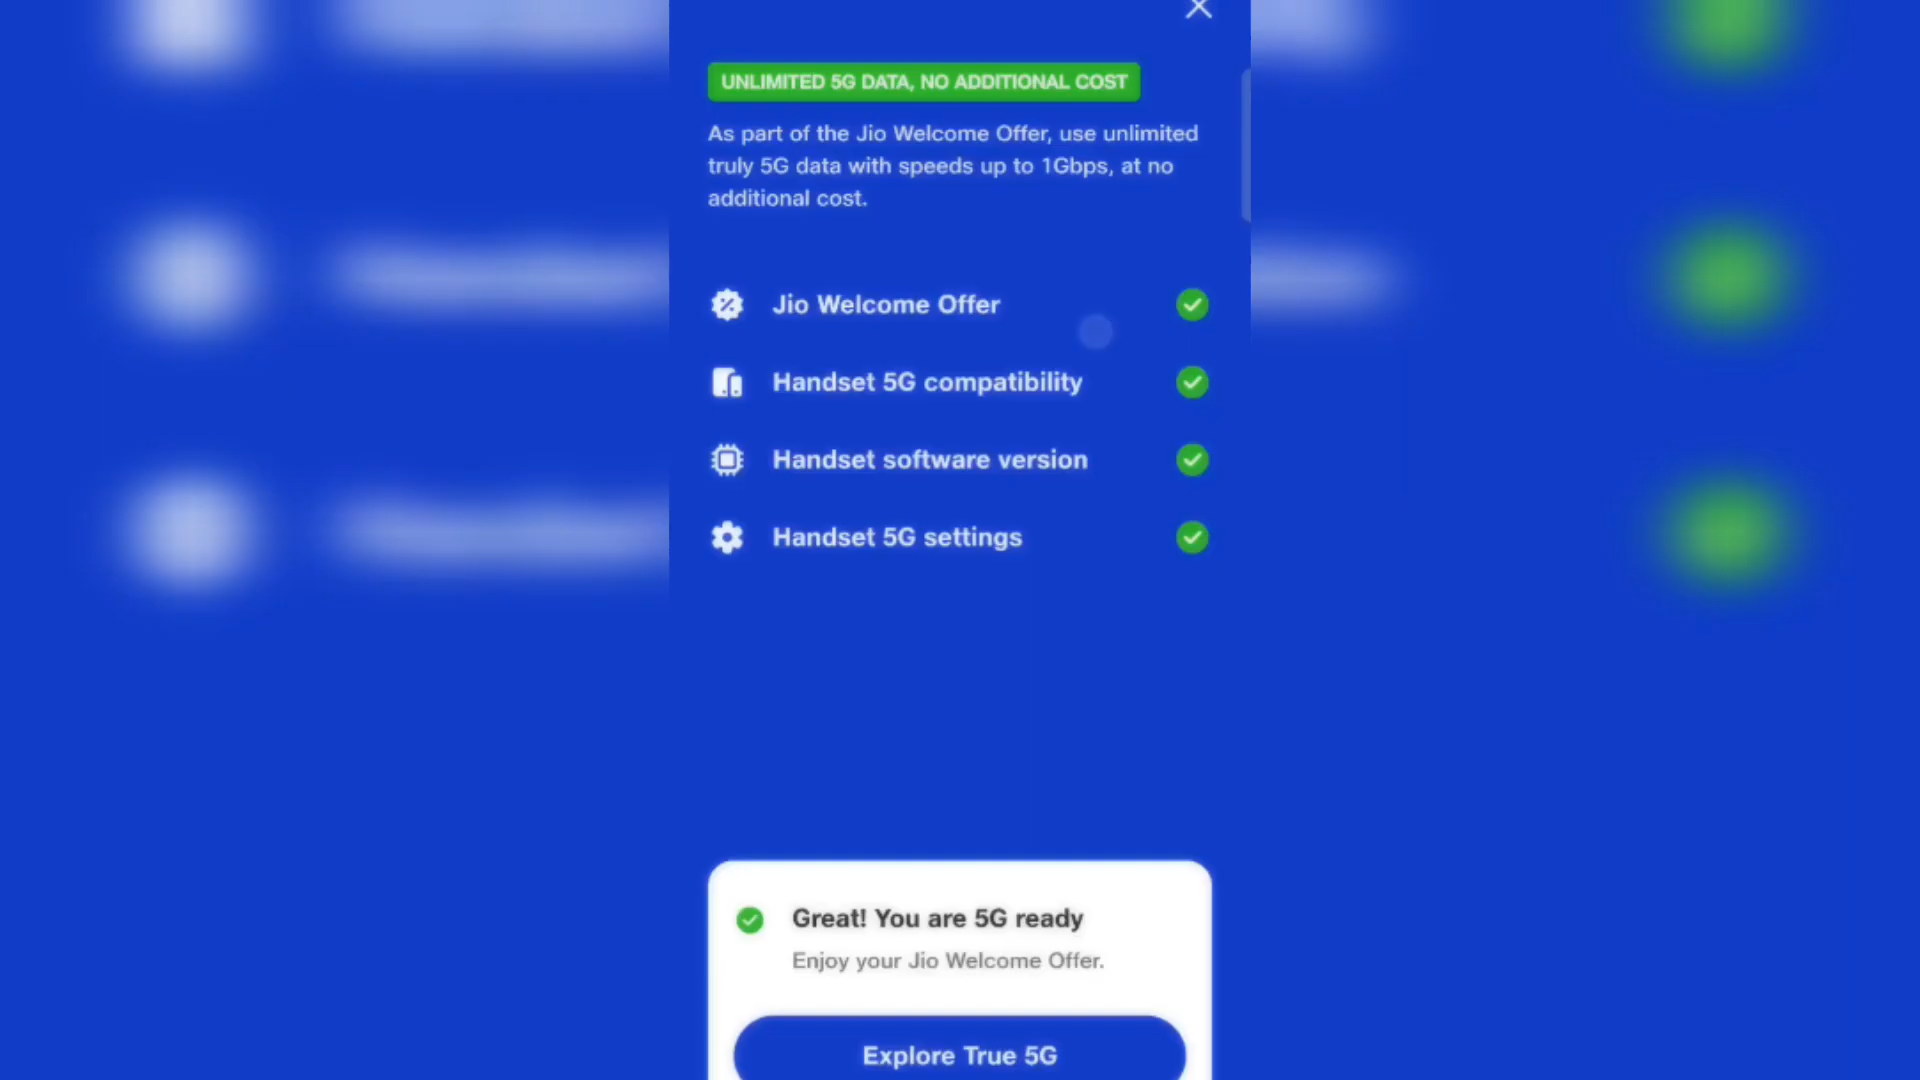 UNLIMITED 5G DATA, NO ADDITIONAL COST
As part of the Jio Welcome Offer, use unlimited
truly 5G data with speeds up to 1Gbps, at no
additional cost.
Jio Welcome Offer
Handset 5G compatibility
Handset software version
Handset 5G settings
Great! You are 5G ready
Enjoy your Jio Welcome Offer.
Explore True 5G